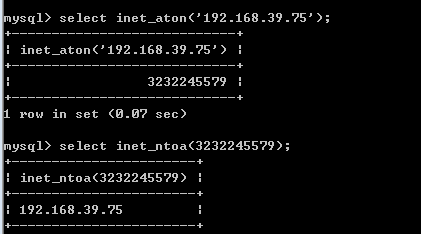 mysql> select inet_aton('192.168.39.75');
+----------------------------+
| inet_aton('192.168.39.75') |
+----------------------------+
|                 3232245579 |
+----------------------------+
1 row in set (0.07 sec)
mysql> select inet_ntoa(3232245579);
+-----------------------+
| inet_ntoa(3232245579) |
+-----------------------+
| 192.168.39.75         |